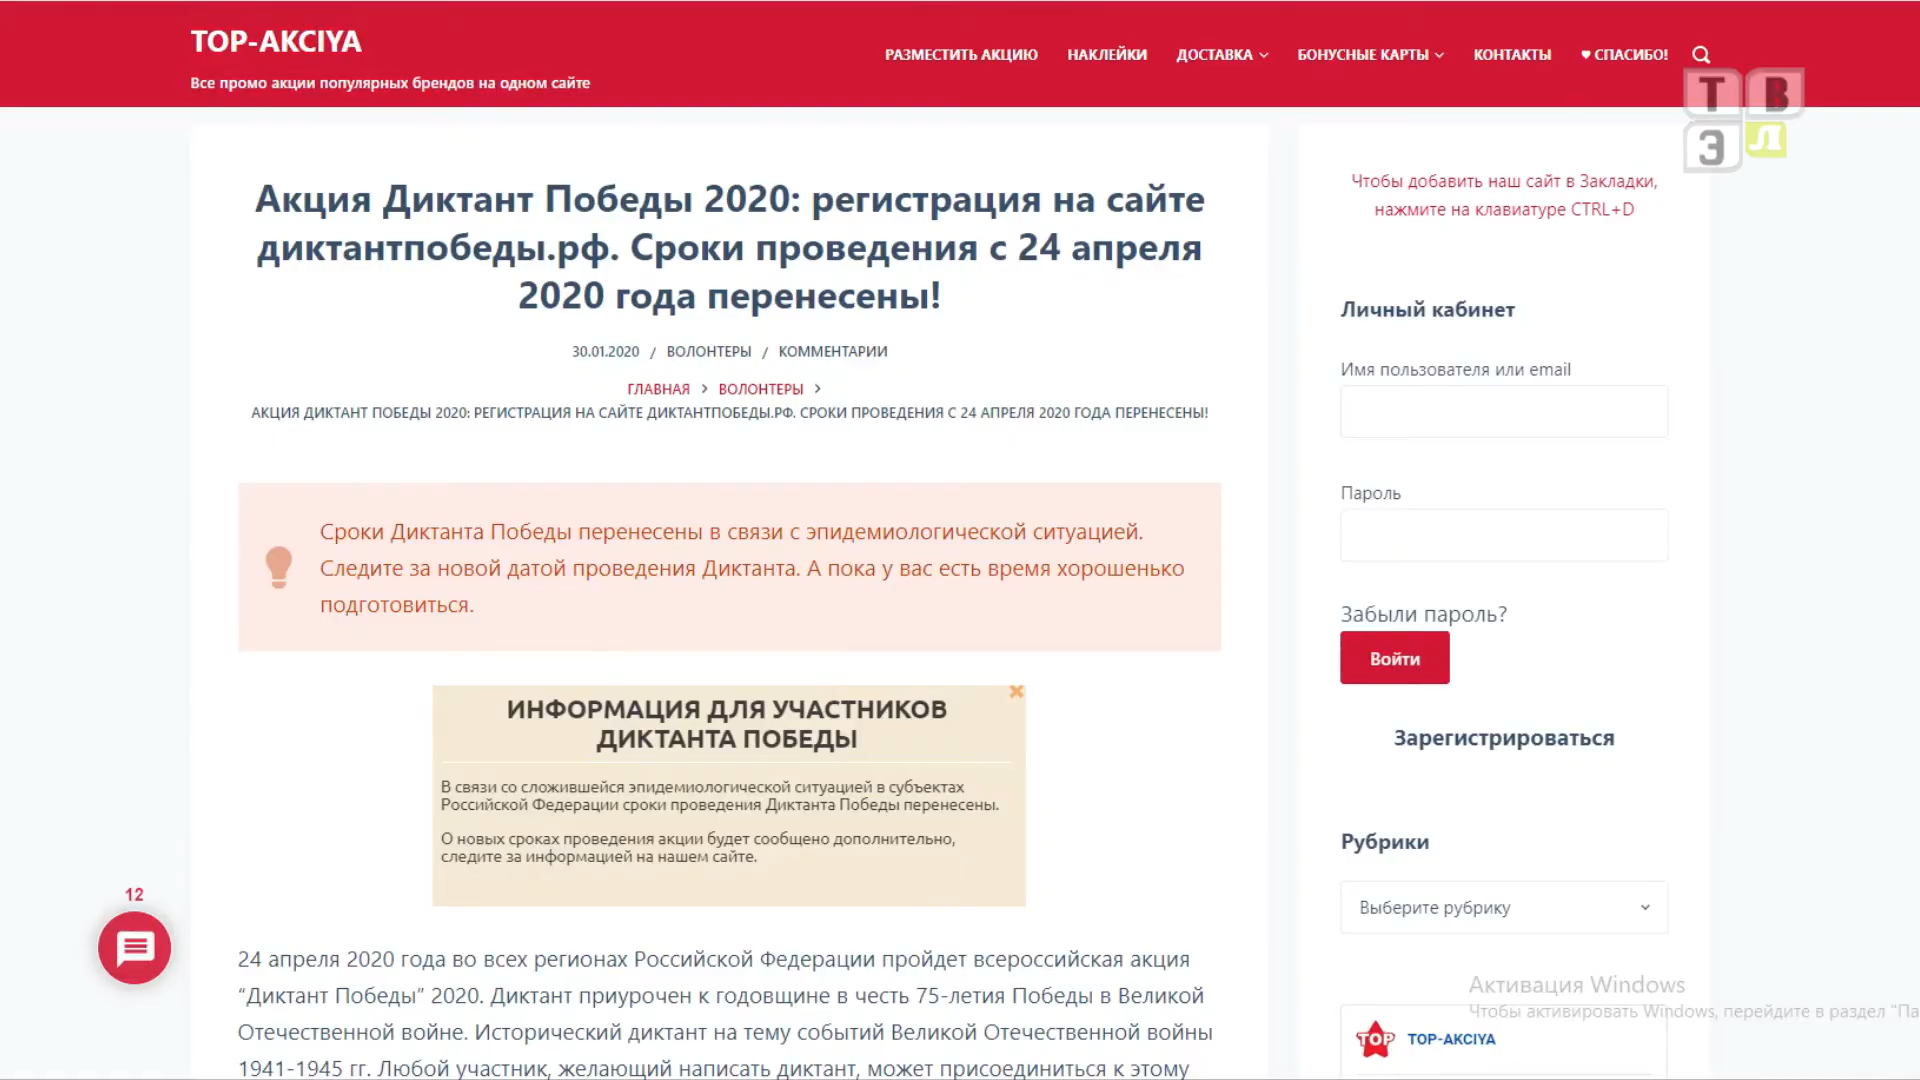 TOP-AKCIYA
Все промо акции популярных брендов на одном сайте
РАЗМЕСТИТЬ АКЦИЮ НАКЛЕЙКИ ДОСТАВКА БОНУСНЫЕ КАРТЫ КОНТАКТЫ ♥ СПАСИБО!
Т В
З Л
Акция Диктант Победы 2020: регистрация на сайте
диктантпобеды.рф. Сроки проведения с 24 апреля
2020 года перенесены!
30.01.2020 / ВОЛОНТЕРЫ / КОММЕНТАРИИ
ГЛАВНАЯ > ВОЛОНТЕРЫ >
АКЦИЯ ДИКТАНТ ПОБЕДЫ 2020: РЕГИСТРАЦИЯ НА САЙТЕ ДИКТАНТПОБЕДЫ.РФ. СРОКИ ПРОВЕДЕНИЯ С 24 АПРЕЛЯ 2020 ГОДА ПЕРЕНЕСЕНЫ!
Сроки Диктанта Победы перенесены в связи с эпидемиологической ситуацией.
Следите за новой датой проведения Диктанта. А пока у вас есть время хорошенько
подготовиться.
ИНФОРМАЦИЯ ДЛЯ УЧАСТНИКОВ
ДИКТАНТА ПОБЕДЫ
В связи со сложившейся эпидемиологической ситуацией в субъектах
Российской Федерации сроки проведения Диктанта Победы перенесены.
О новых сроках проведения акции будет сообщено дополнительно,
следите за информацией на нашем сайте.
12
24 апреля 2020 года во всех регионах Российской Федерации пройдет всероссийская акция
“Диктант Победы” 2020. Диктант приурочен к годовщине в честь 75-летия Победы в Великой
Отечественной войне. Исторический диктант на тему событий Великой Отечественной войны
1941-1945 гг. Любой участник, желающий написать диктант, может присоединиться к этому
Чтобы добавить наш сайт в Закладки,
нажмите на клавиатуре CTRL+D
Личный кабинет
Имя пользователя или email
Пароль
Забыли пароль?
Войти
Зарегистрироваться
Рубрики
Выберите рубрику
Активация Windows
Чтобы активировать Windows, перейдите в раздел "Па
TOP TOP-AKCIYA